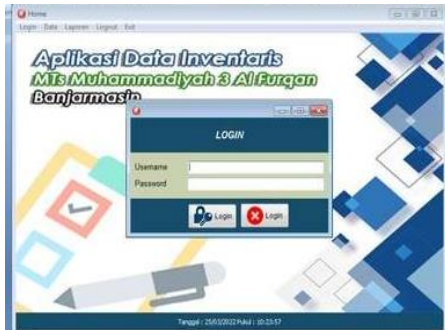 Home
Login Data Laporan Logout Exit
Aplikasi Data Inventaris
MTs Muhammadiyah 3 Al Furqan
Banjarmasin
LOGIN
Username
Password
Login Login
Tanggal : 25/03/2022 Pukul : 10:23:57